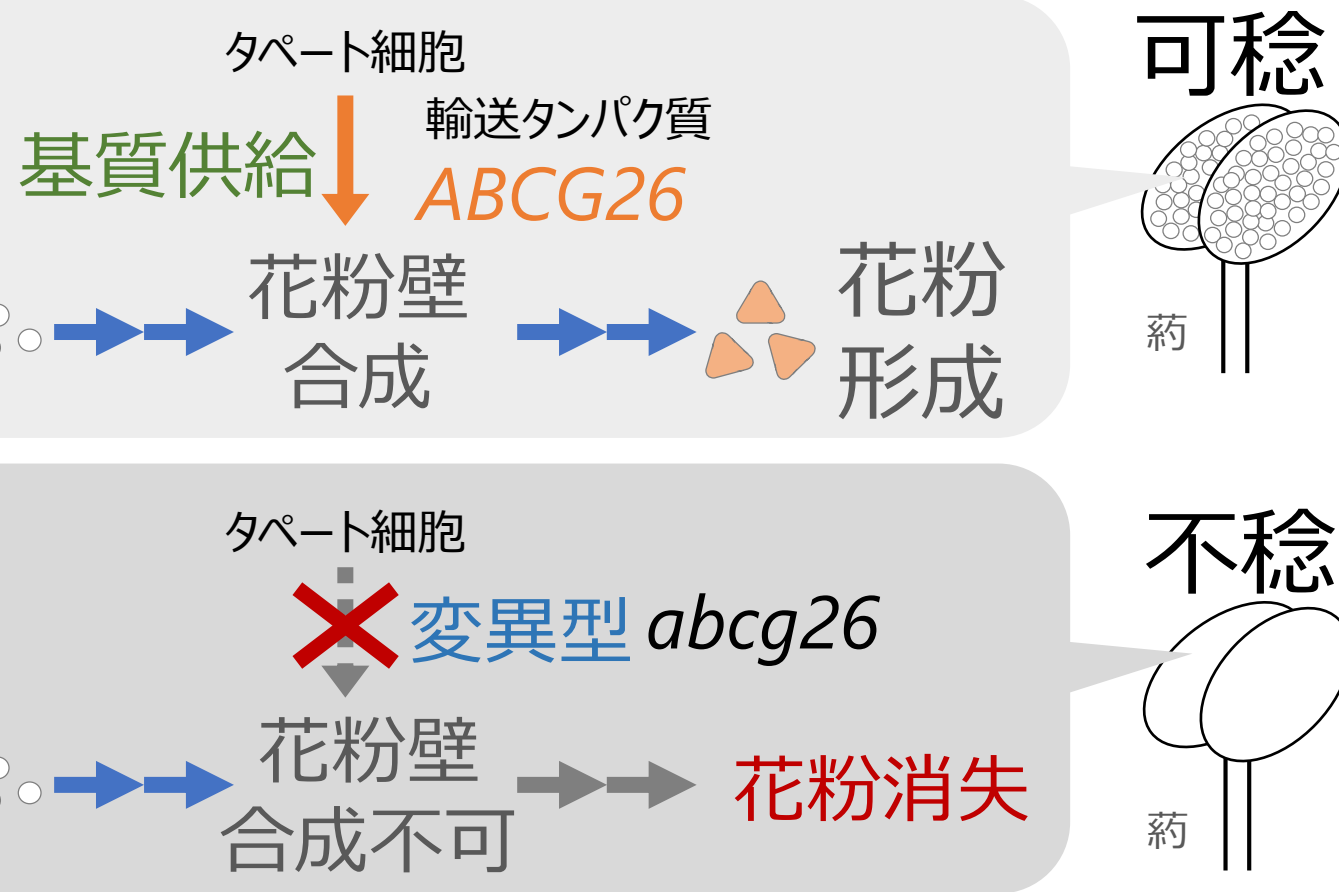 タペート細胞
輸送タンパク質
基質供給
ABCG26
花粉壁
合成
花粉
形成
可稔
葯
タペート細胞
変異型 abcg26
花粉壁
合成不可
花粉消失
不稔
葯